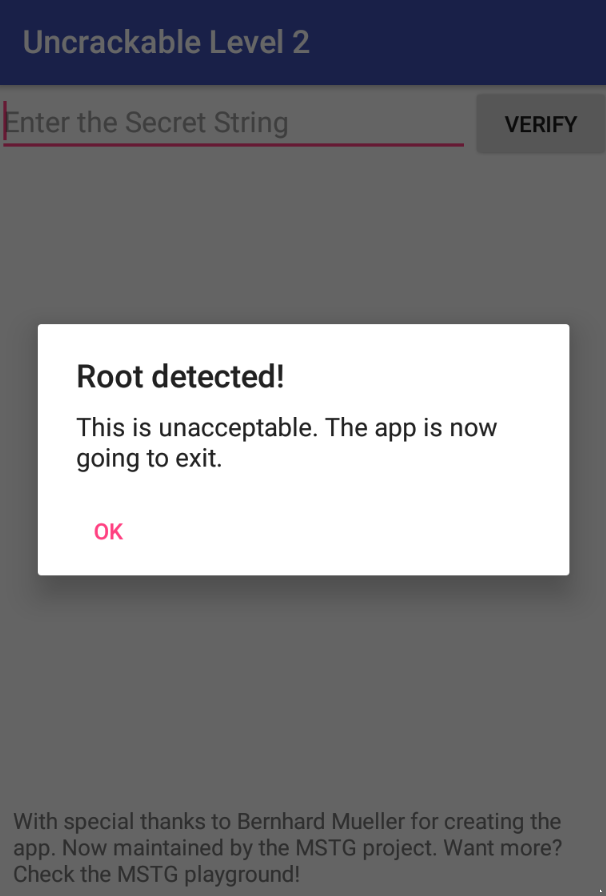 Uncrackable Level 2
Enter the Secret String
VERIFY
Root detected!
This is unacceptable. The app is now
going to exit.
OK
With special thanks to Bernhard Mueller for creating the
app. Now maintained by the MSTG project. Want more?
Check the MSTG playground!